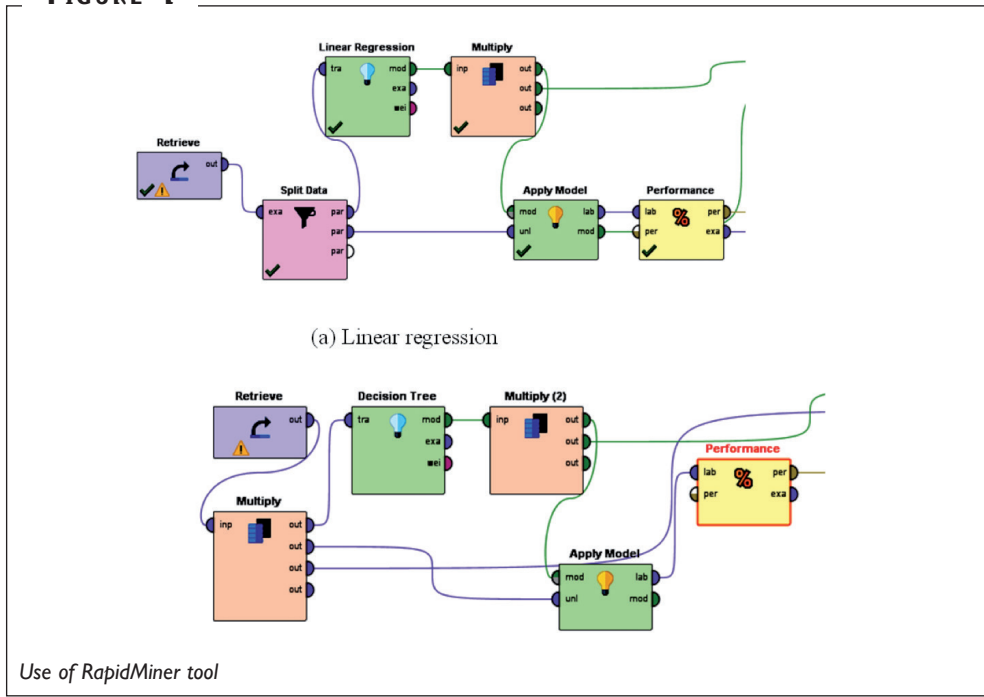 FIGURE 1
Linear Regression
Multiply
tra
mod
exa
wei
inp
out
out
out
Retrieve
out
Split Data
exa
par
par
par
Apply Model
mod
unl
lab
mod
Performance
%
lab
per
per
exa
(a) Linear regression
Retrieve
out
Decision Tree
tra
mod
exa
wei
Multiply (2)
inp
out
out
out
Performance
%
lab
per
per
exa
Multiply
inp
out
out
out
out
Apply Model
mod
unl
lab
mod
Use of RapidMiner tool